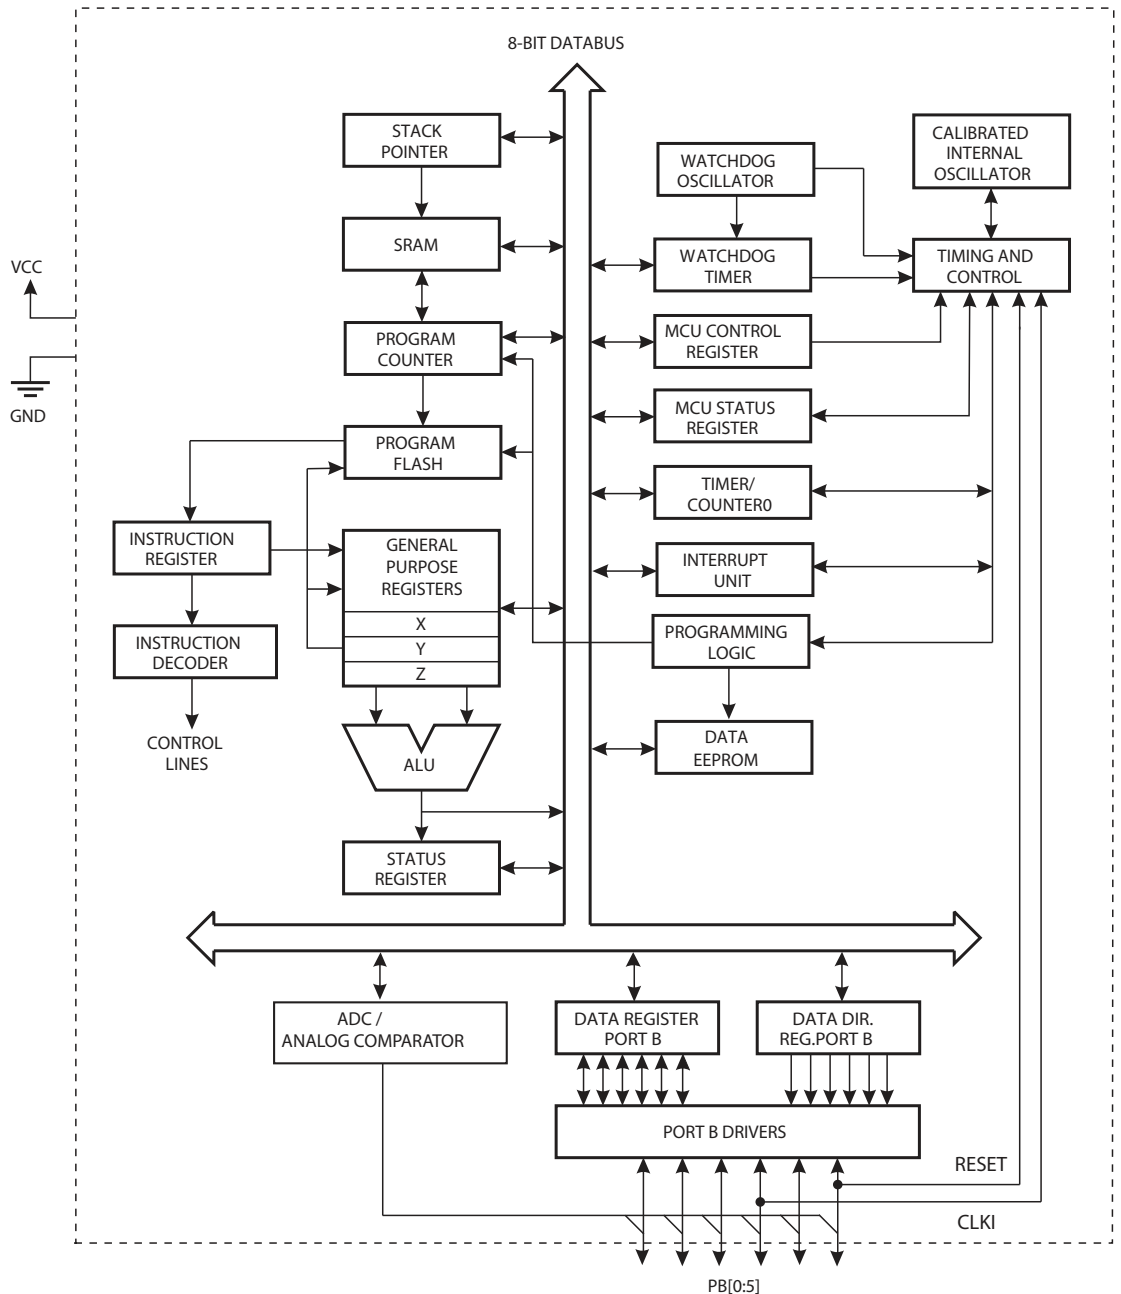 8-BIT DATABUS
STACK
POINTER
WATCHDOG
OSCILLATOR
CALIBRATED
INTERNAL
OSCILLATOR
SRAM
WATCHDOG
TIMER
TIMING AND
CONTROL
VCC
PROGRAM
COUNTER
MCU CONTROL
REGISTER
GND
MCU STATUS
REGISTER
PROGRAM
FLASH
TIMER/
COUNTER0
INSTRUCTION
REGISTER
GENERAL
PURPOSE
REGISTERS
X
Y
Z
INTERRUPT
UNIT
INSTRUCTION
DECODER
PROGRAMMING
LOGIC
CONTROL
LINES
ALU
DATA
EEPROM
STATUS
REGISTER
ADC /
ANALOG COMPARATOR
DATA REGISTER
PORT B
DATA DIR.
REG.PORT B
PORT B DRIVERS
RESET
CLKI
PB[0:5]